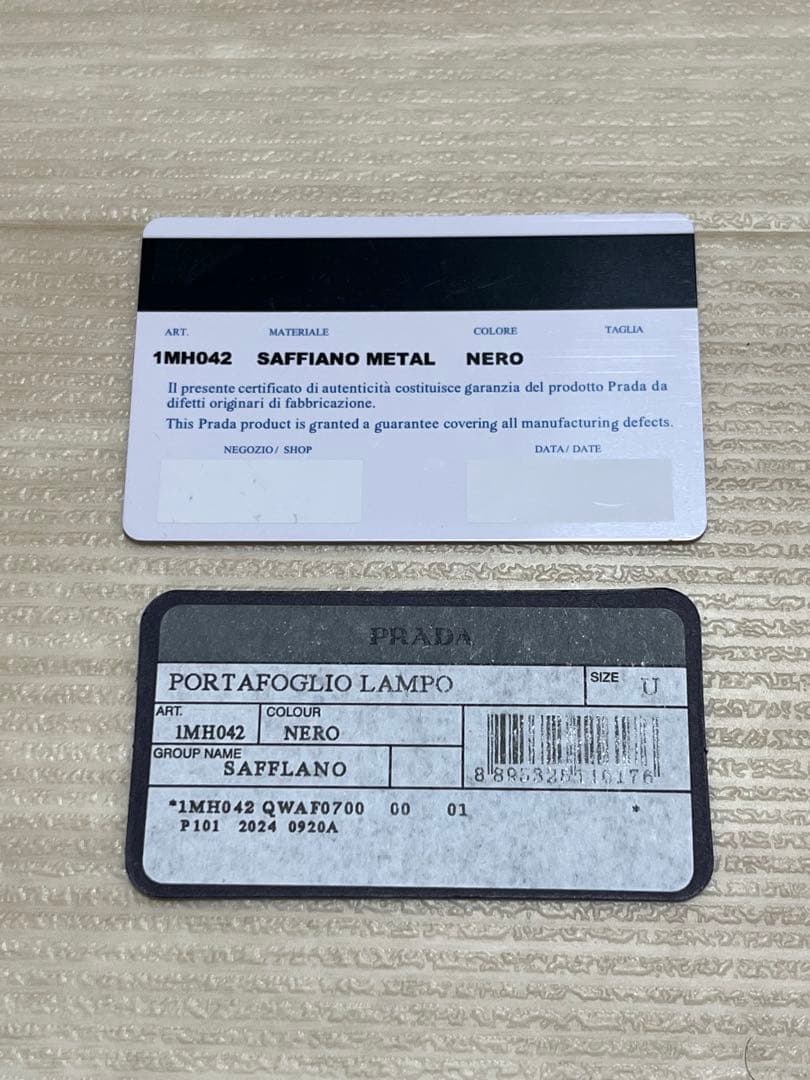 ART. MATERIALE COLORE TAGLIA
1MH042 SAFFIANO METAL NERO
Il presente certificato di autenticità costituisce garanzia del prodotto Prada da
difetti originari di fabbricazione.
This Prada product is granted a guarantee covering all manufacturing defects.
NEGOZIO/ SHOP DATA/ DATE
PRADA
PORTAFOGLIO LAMPO SIZE U
ART. COLOUR
1MH042 NERO
GROUP NAME
SAFFLANO
*1MH042 QWAF0700 00 01 *
P101 2024 0920A